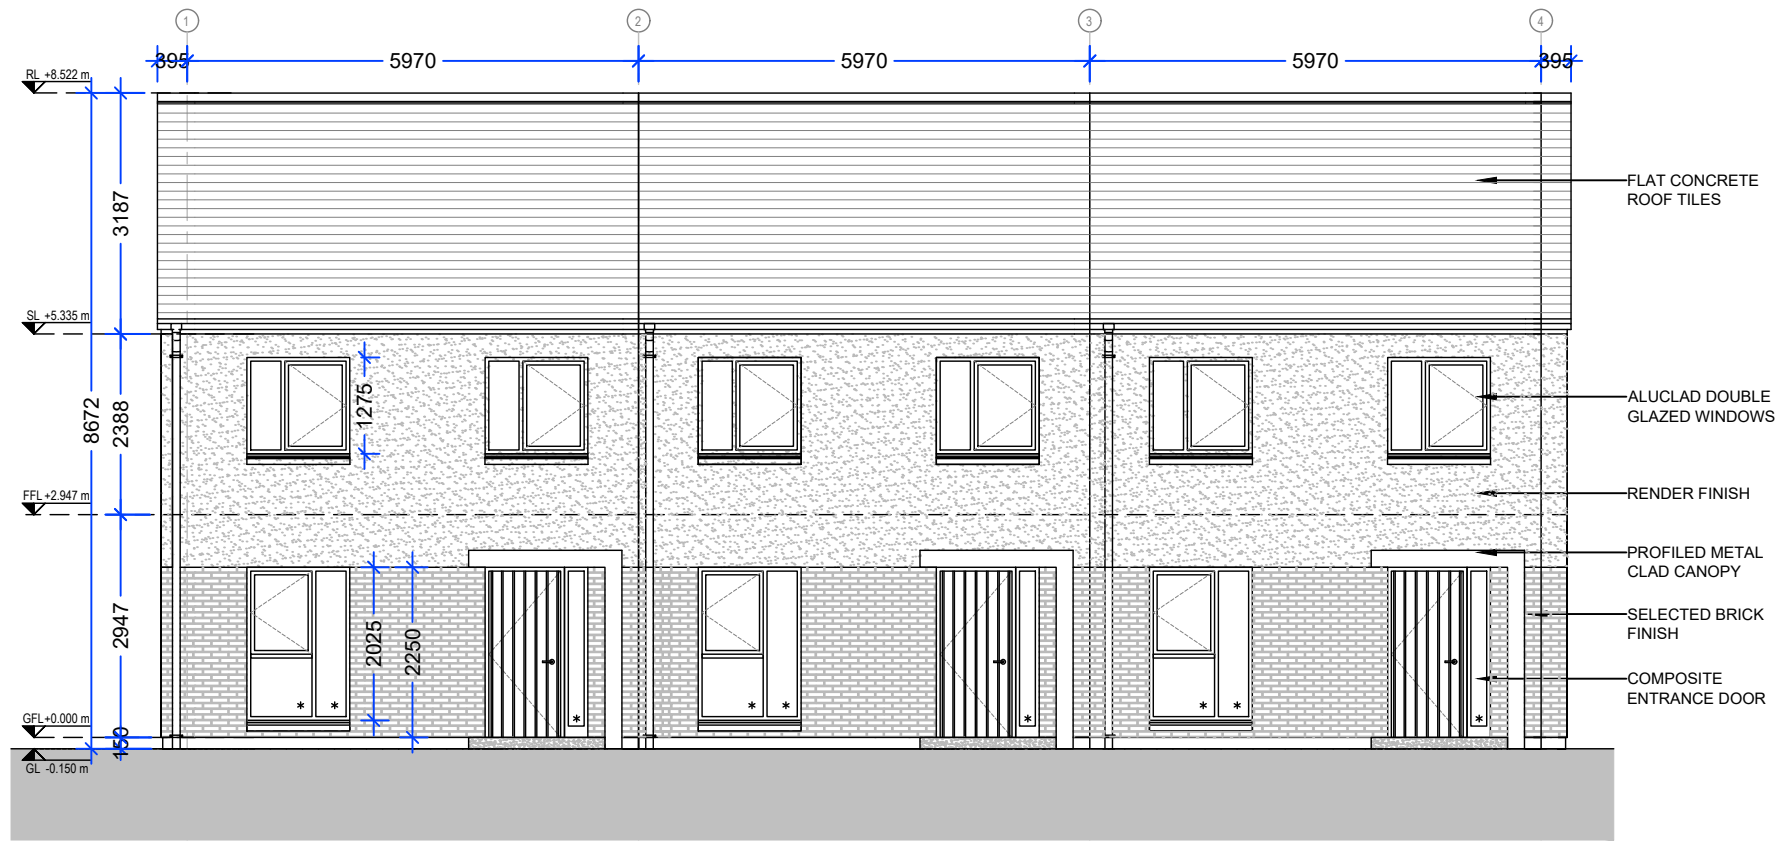 1 2 3 4
395 5970 5970 5970 395
RL +8.522 m
3187
FLAT CONCRETE
ROOF TILES
SL +5.335 m
1275
ALUCLAD DOUBLE
GLAZED WINDOWS
8672
2388
FFL +2.947 m
RENDER FINISH
PROFILED METAL
CLAD CANOPY
2947
2025
2250
SELECTED BRICK
FINISH
COMPOSITE
ENTRANCE DOOR
GFL +0.000 m
150
GL -0.150 m